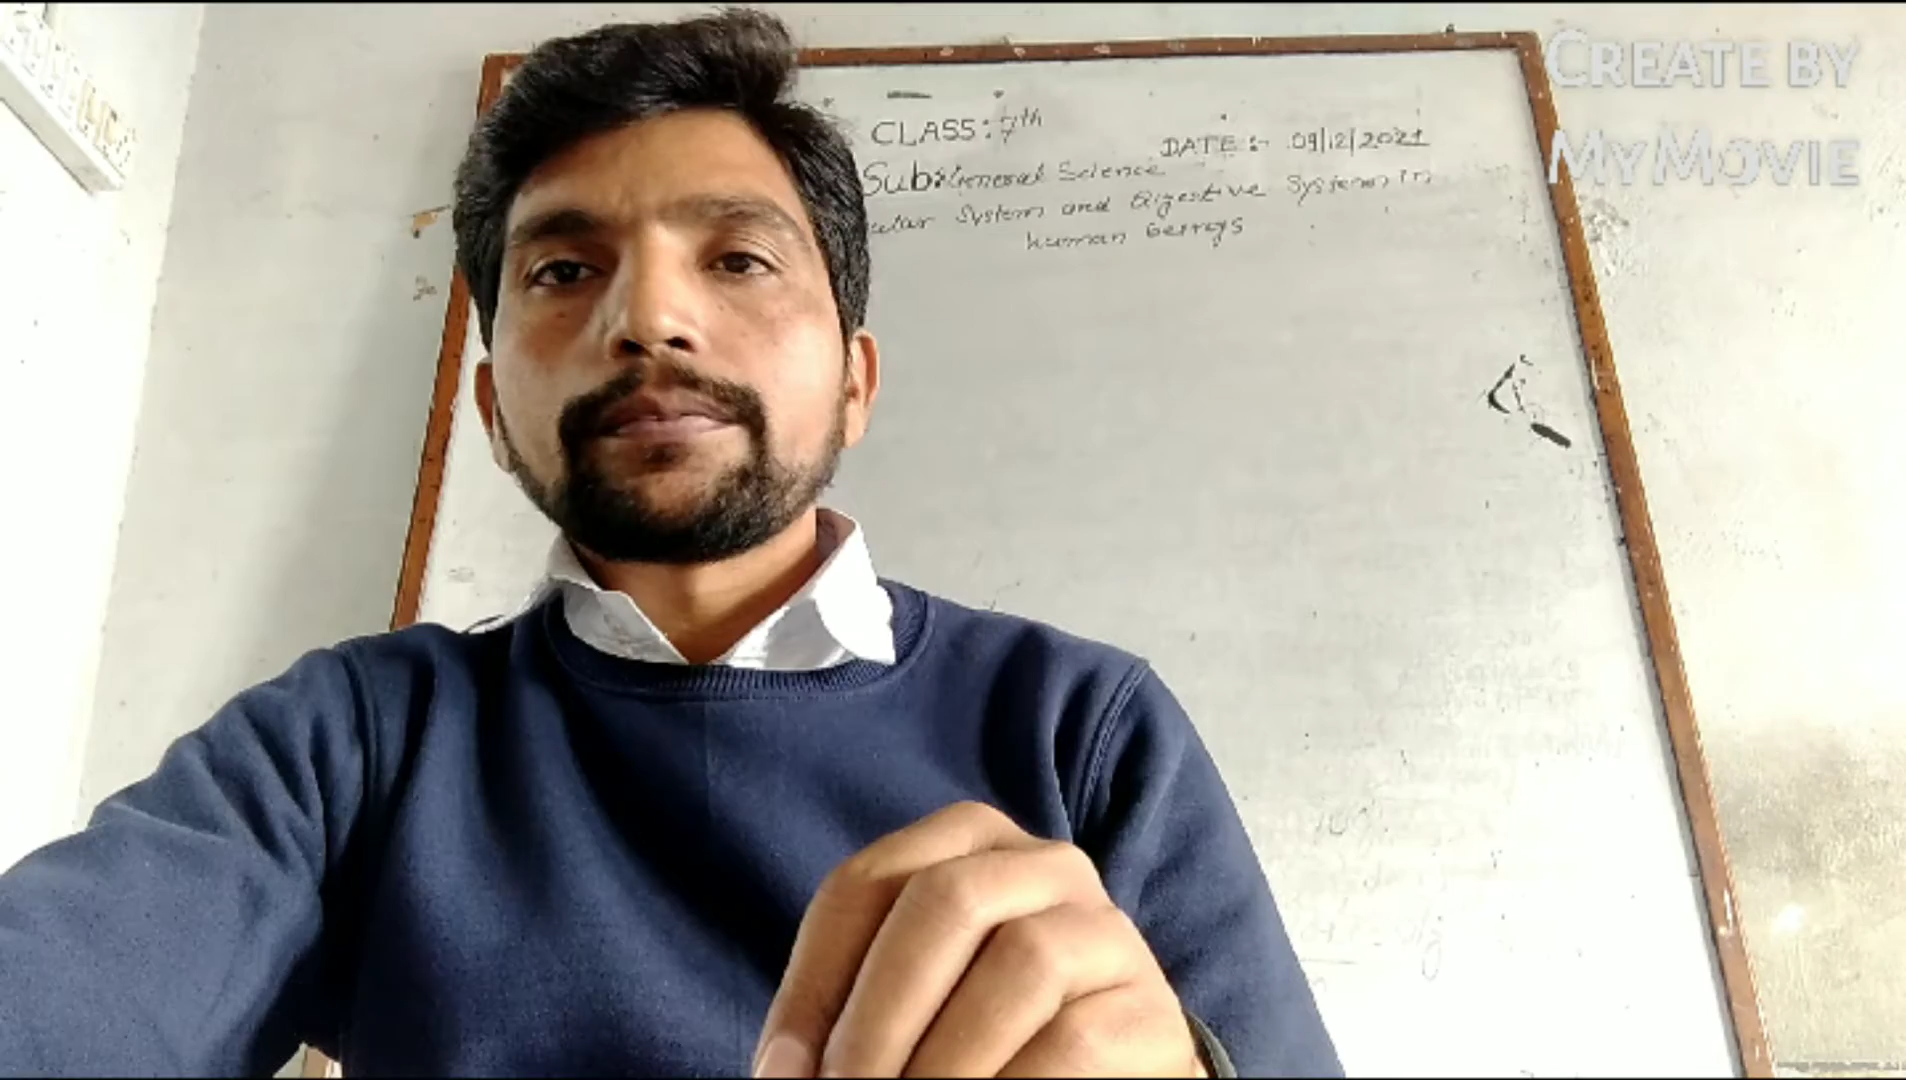 CREATE BY
MYMOVIE
CLASS: 7th
DATE :- 09/12/2021
Sub: General Science
ular System and Digestive System in
human beings